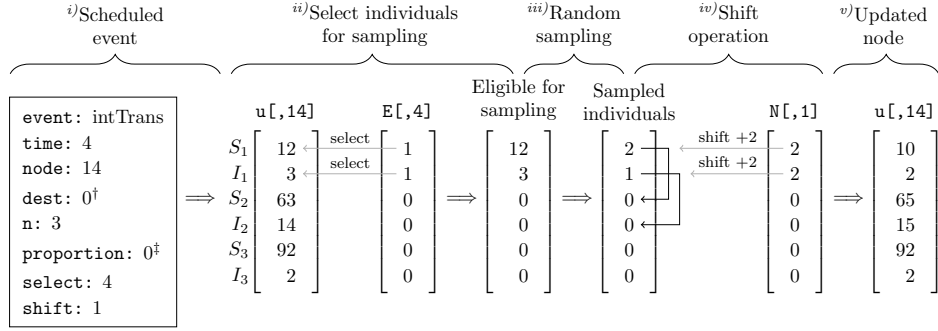 i)Scheduled event
ii)Select individuals for sampling
iii)Random sampling
iv)Shift operation
v)Updated node
event: intTrans
time: 4
node: 14
dest: 0†
n: 3
proportion: 0‡
select: 4
shift: 1
⟹
u[,14]
S1 12
I1 3
S2 63
I2 14
S3 92
I3 2
select
select
E[,4]
1
1
0
0
0
0
⟹
Eligible for sampling
12
3
0
0
0
0
⟹
Sampled individuals
2
1
0
0
0
0
shift +2
shift +2
N[,1]
2
2
0
0
0
0
⟹
u[,14]
10
2
65
15
92
2